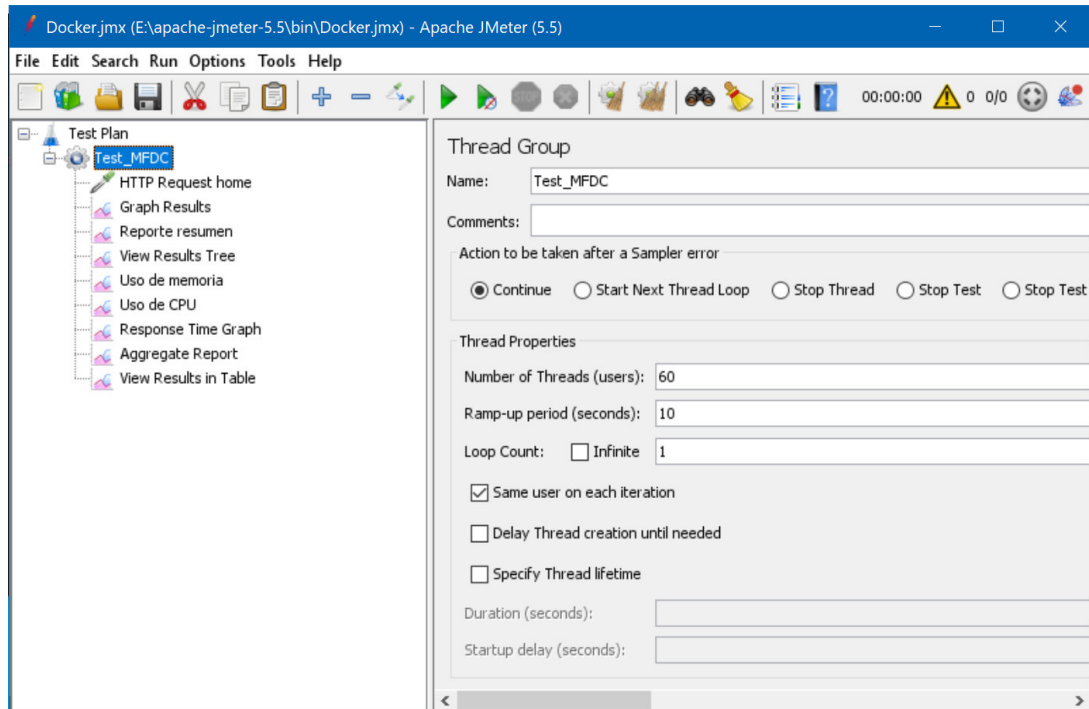 Docker.jmx (E:\apache-jmeter-5.5\bin\Docker.jmx) - Apache JMeter (5.5)
File Edit Search Run Options Tools Help
STOP 00:00:00 0 0/0
Test Plan
Test_MFDC
HTTP Request home
Graph Results
Reporte resumen
View Results Tree
Uso de memoria
Uso de CPU
Response Time Graph
Aggregate Report
View Results in Table
Thread Group
Name: Test_MFDC
Comments:
Action to be taken after a Sampler error
Continue Start Next Thread Loop Stop Thread Stop Test Stop Test
Thread Properties
Number of Threads (users): 60
Ramp-up period (seconds): 10
Loop Count: Infinite 1
Same user on each iteration
Delay Thread creation until needed
Specify Thread lifetime
Duration (seconds):
Startup delay (seconds):